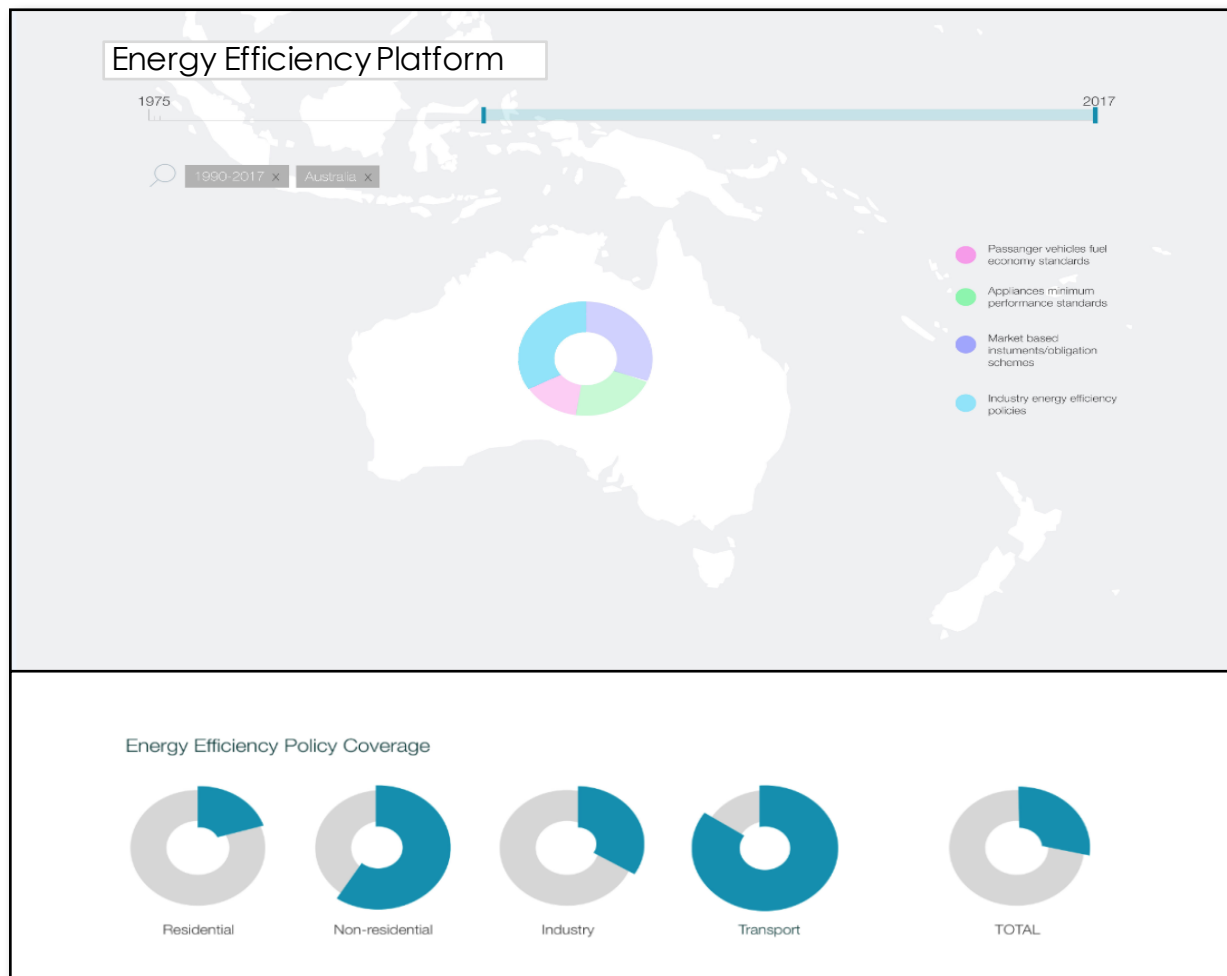 Energy Efficiency Platform
1975
2017
1990-2017 x
Australia x
Passanger vehicles fuel
economy standards
Appliances minimum
performance standards
Market based
instuments/obligation
schemes
Industry energy efficiency
policies
Energy Efficiency Policy Coverage
Residential
Non-residential
Industry
Transport
TOTAL